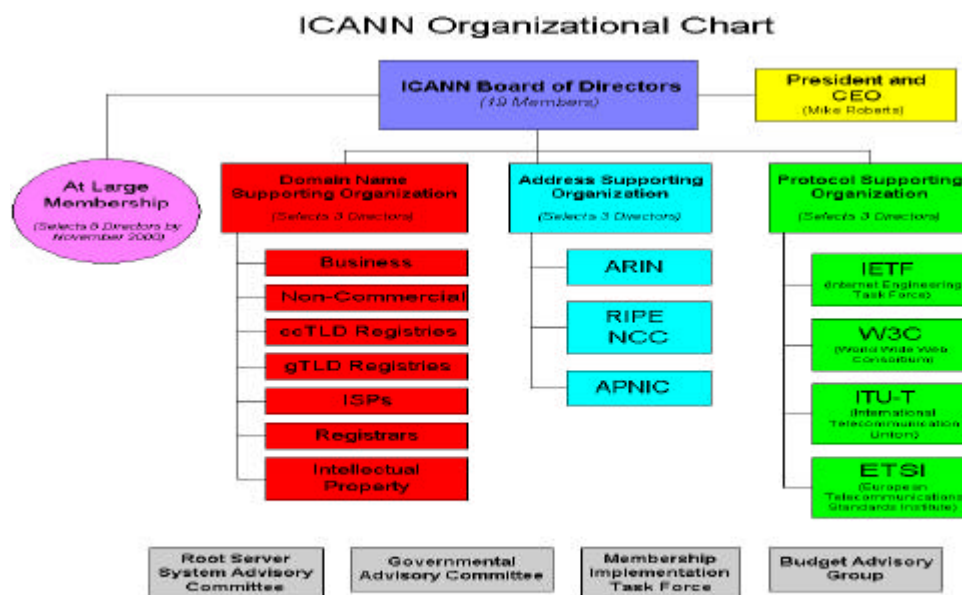 ICANN Organizational Chart
ICANN Board of Directors
(19 Members)
President and
CEO
(Mike Roberts)
At Large
Membership
(Selects 5 Directors by
November 2000)
Domain Name
Supporting Organization
(Selects 3 Directors)
Business
Non-Commercial
ccTLD Registries
gTLD Registries
ISPs
Registrars
Intellectual
Property
Address Supporting
Organization
(Selects 3 Directors)
ARIN
RIPE
NCC
APNIC
Protocol Supporting
Organization
(Selects 3 Directors)
IETF
(Internet Engineering
Task Force)
W3C
(World Wide Web
Consortium)
ITU-T
(International
Telecommunication
Union)
ETSI
(European
Telecommunications
Standards Institute)
Root Server
System Advisory
Committee
Governmental
Advisory Committee
Membership
Implementation
Task Force
Budget Advisory
Group